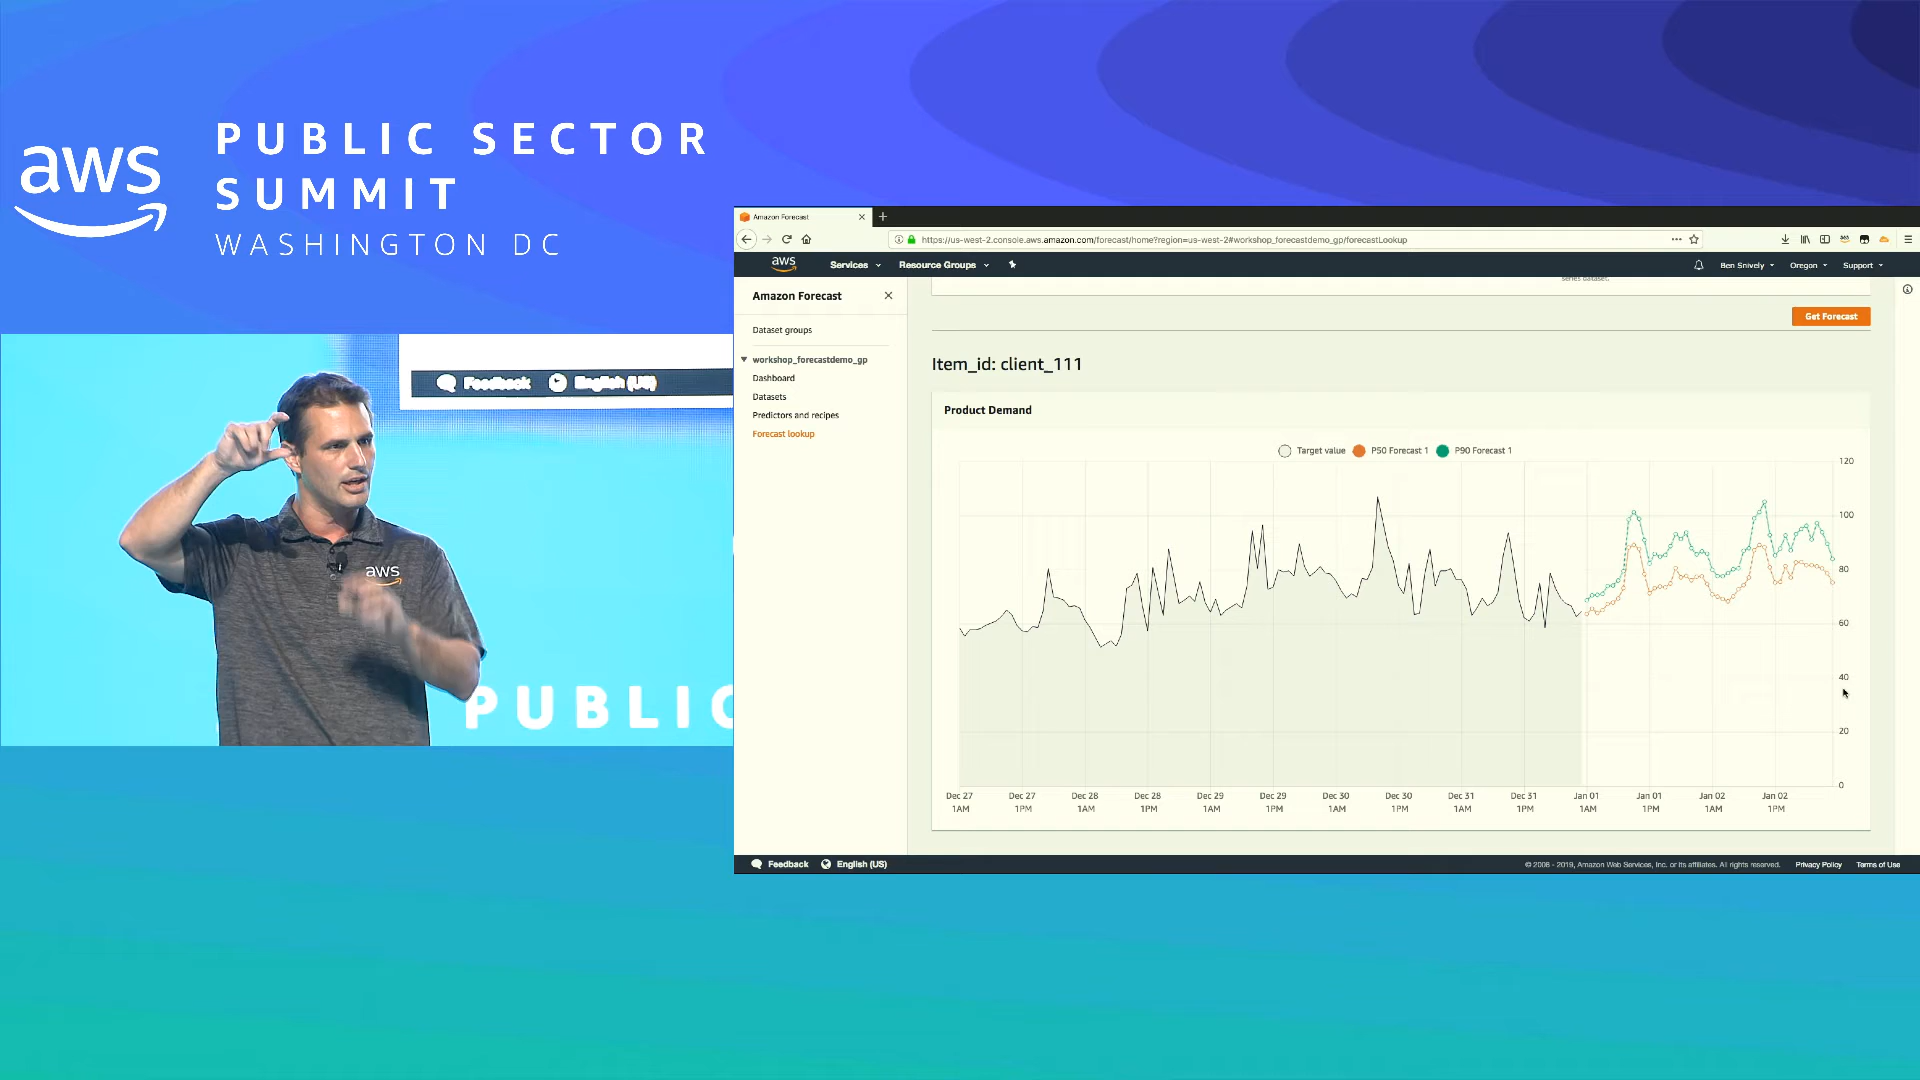 aws
PUBLIC SECTOR
SUMMIT
WASHINGTON DC
Feedback English (US)
aws
PUBLIC
Amazon Forecast
https://us-west-2.console.aws.amazon.com/forecast/home?region=us-west-2#workshop_forecastdemo_gp/forecastLookup
aws
Services Resource Groups Ben Snively Oregon Support
Amazon Forecast
Dataset groups
workshop_forecastdemo_gp
Dashboard
Datasets
Predictors and recipes
Forecast lookup
series dataset.
Get Forecast
Item_id: client_111
Product Demand
Target value P50 Forecast 1 P90 Forecast 1
120
100
80
60
40
20
0
Dec 27 Dec 27 Dec 28 Dec 28 Dec 29 Dec 29 Dec 30 Dec 30 Dec 31 Dec 31 Jan 01 Jan 01 Jan 02 Jan 02
1AM 1PM 1AM 1PM 1AM 1PM 1AM 1PM 1AM 1PM 1AM 1PM 1AM 1PM
Feedback English (US) © 2008 - 2019, Amazon Web Services, Inc. or its affiliates. All rights reserved. Privacy Policy Terms of Use